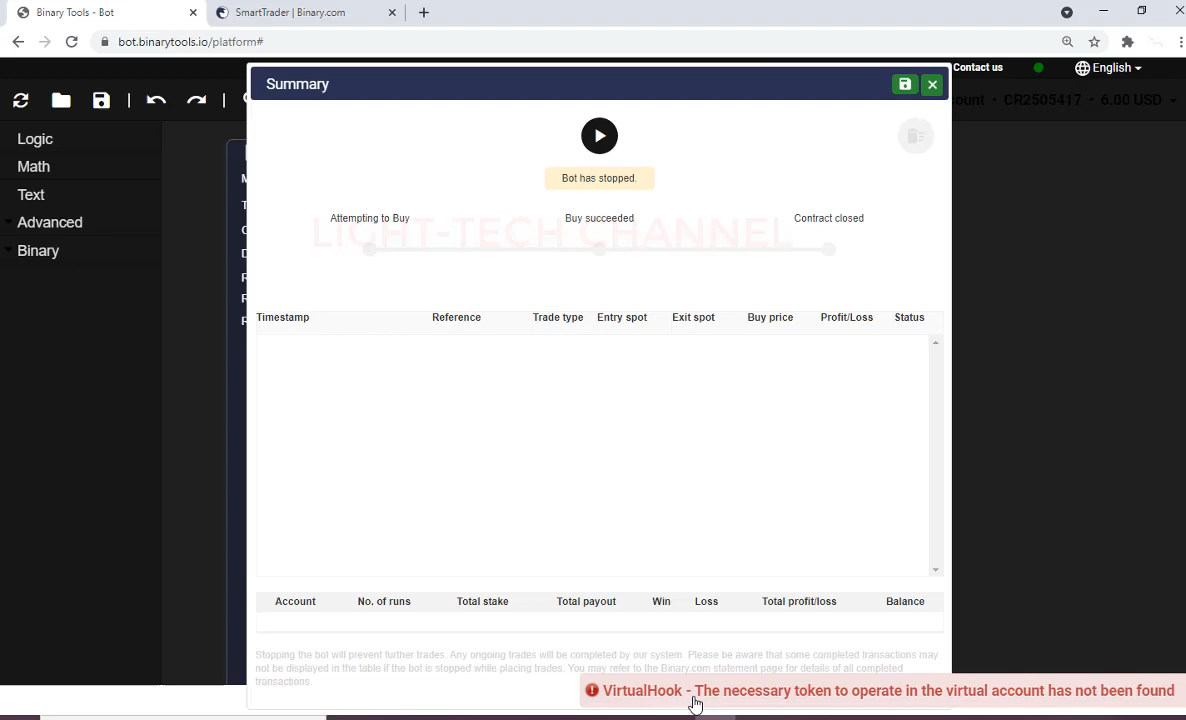 Binary Tools - Bot
SmartTrader | Binary.com
bot.binarytools.io/platform#
Contact us
English
Summary
ount • CR2505417 • 6.00 USD
Logic
Math
Text
Advanced
Binary
Bot has stopped.
Attempting to Buy
Buy succeeded
Contract closed
LIGHT-TECH CHANNEL
Timestamp Reference Trade type Entry spot Exit spot Buy price Profit/Loss Status
Account No. of runs Total stake Total payout Win Loss Total profit/loss Balance
Stopping the bot will prevent further trades. Any ongoing trades will be completed by our system. Please be aware that some completed transactions may
not be displayed in the table if the bot is stopped while placing trades. You may refer to the Binary.com statement page for details of all completed
transactions.
VirtualHook - The necessary token to operate in the virtual account has not been found